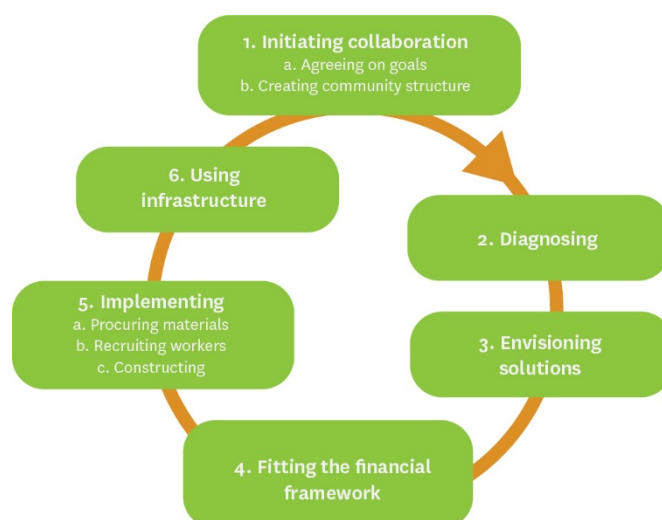 1. Initiating collaboration
a. Agreeing on goals
b. Creating community structure
2. Diagnosing
3. Envisioning
solutions
4. Fitting the financial
framework
5. Implementing
a. Procuring materials
b. Recruiting workers
c. Constructing
6. Using
infrastructure